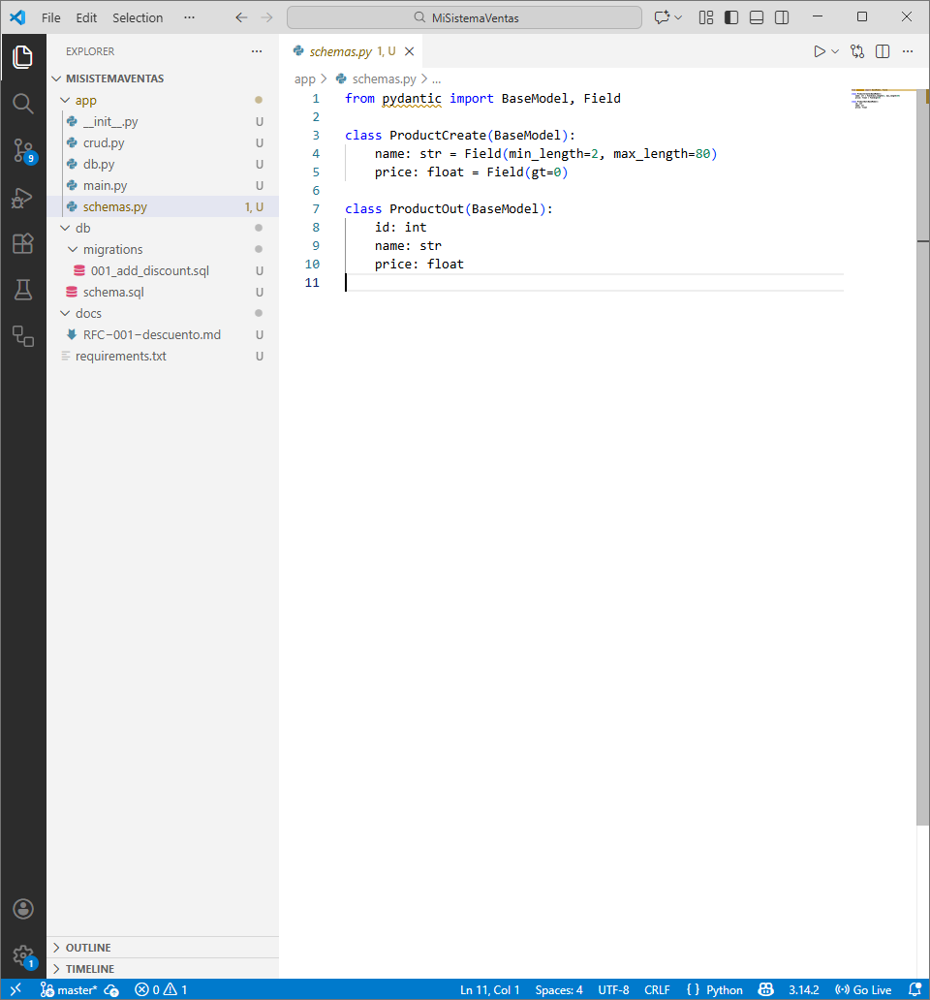 File Edit Selection ··· MiSistemaVentas
EXPLORER ···
MISISTEMAVENTAS
app
__init__.py U
crud.py U
db.py U
main.py U
schemas.py 1, U
db
migrations
001_add_discount.sql U
schema.sql U
docs
RFC-001-descuento.md U
requirements.txt U
OUTLINE
TIMELINE
9
1
schemas.py 1, U
app > schemas.py > ...
1 from pydantic import BaseModel, Field
2
3 class ProductCreate(BaseModel):
4     name: str = Field(min_length=2, max_length=80)
5     price: float = Field(gt=0)
6
7 class ProductOut(BaseModel):
8     id: int
9     name: str
10     price: float
11
master* 0 1 Ln 11, Col 1 Spaces: 4 UTF-8 CRLF {} Python 3.14.2 Go Live